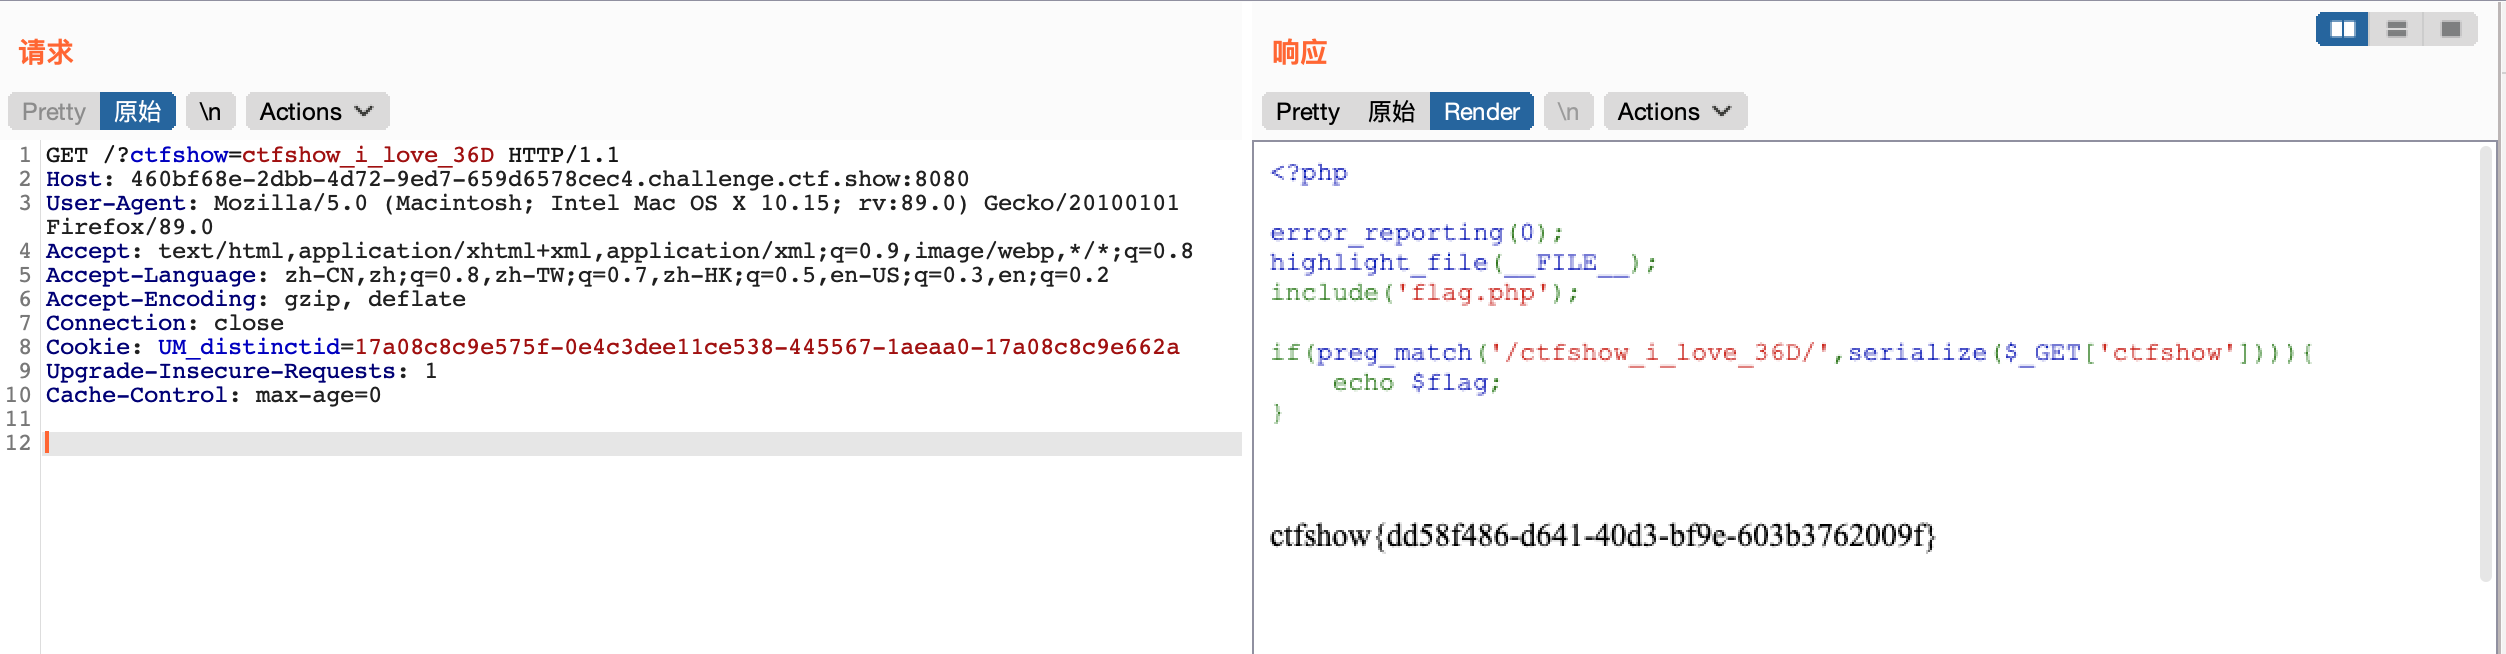 请求
Pretty 原始 \n Actions
1 GET /?ctfshow=ctfshow_i_love_36D HTTP/1.1
2 Host: 460bf68e-2dbb-4d72-9ed7-659d6578cec4.challenge.ctf.show:8080
3 User-Agent: Mozilla/5.0 (Macintosh; Intel Mac OS X 10.15; rv:89.0) Gecko/20100101
Firefox/89.0
4 Accept: text/html,application/xhtml+xml,application/xml;q=0.9,image/webp,*/*;q=0.8
5 Accept-Language: zh-CN,zh;q=0.8,zh-TW;q=0.7,zh-HK;q=0.5,en-US;q=0.3,en;q=0.2
6 Accept-Encoding: gzip, deflate
7 Connection: close
8 Cookie: UM_distinctid=17a08c8c9e575f-0e4c3dee11ce538-445567-1aeaa0-17a08c8c9e662a
9 Upgrade-Insecure-Requests: 1
10 Cache-Control: max-age=0
11
12
响应
Pretty 原始 Render \n Actions
<?php
error_reporting(0);
highlight_file(__FILE__);
include('flag.php');
if(preg_match('/ctfshow_i_love_36D/',serialize($_GET['ctfshow']))){
echo $flag;
}
ctfshow{dd58f486-d641-40d3-bf9e-603b3762009f}